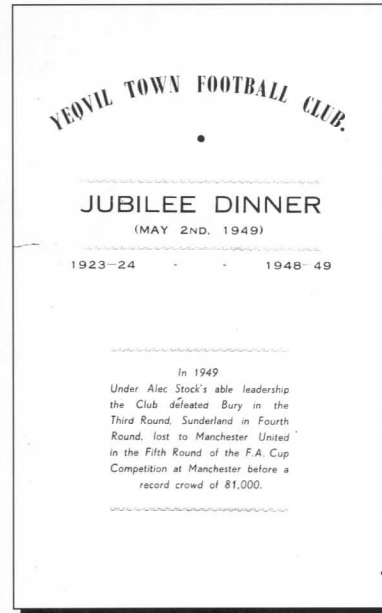 YEOVIL TOWN FOOTBALL CLUB.
JUBILEE DINNER
(MAY 2ND, 1949)
1923–24 - - 1948-49
In 1949
Under Alec Stock's able leadership
the Club defeated Bury in the
Third Round, Sunderland in Fourth
Round, lost to Manchester United
in the Fifth Round of the F.A. Cup
Competition at Manchester before a
record crowd of 81,000.